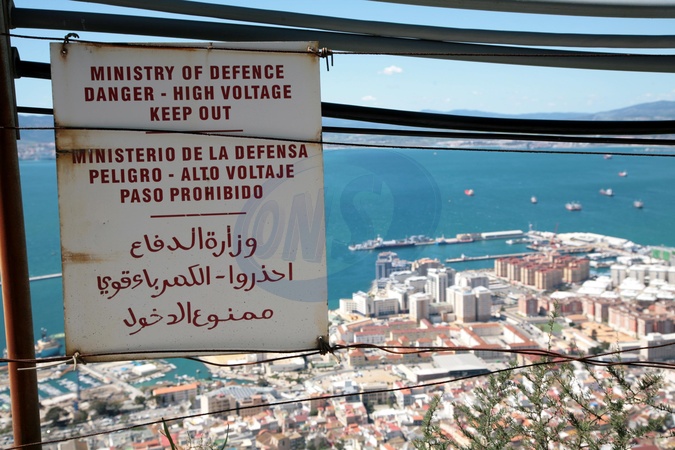 MINISTRY OF DEFENCE
DANGER - HIGH VOLTAGE
KEEP OUT
MINISTERIO DE LA DEFENSA
PELIGRO - ALTO VOLTAJE
PASO PROHIBIDO
وزارة الدفاع
احذروا - الكمرباء قوي
ممنوع الدخول